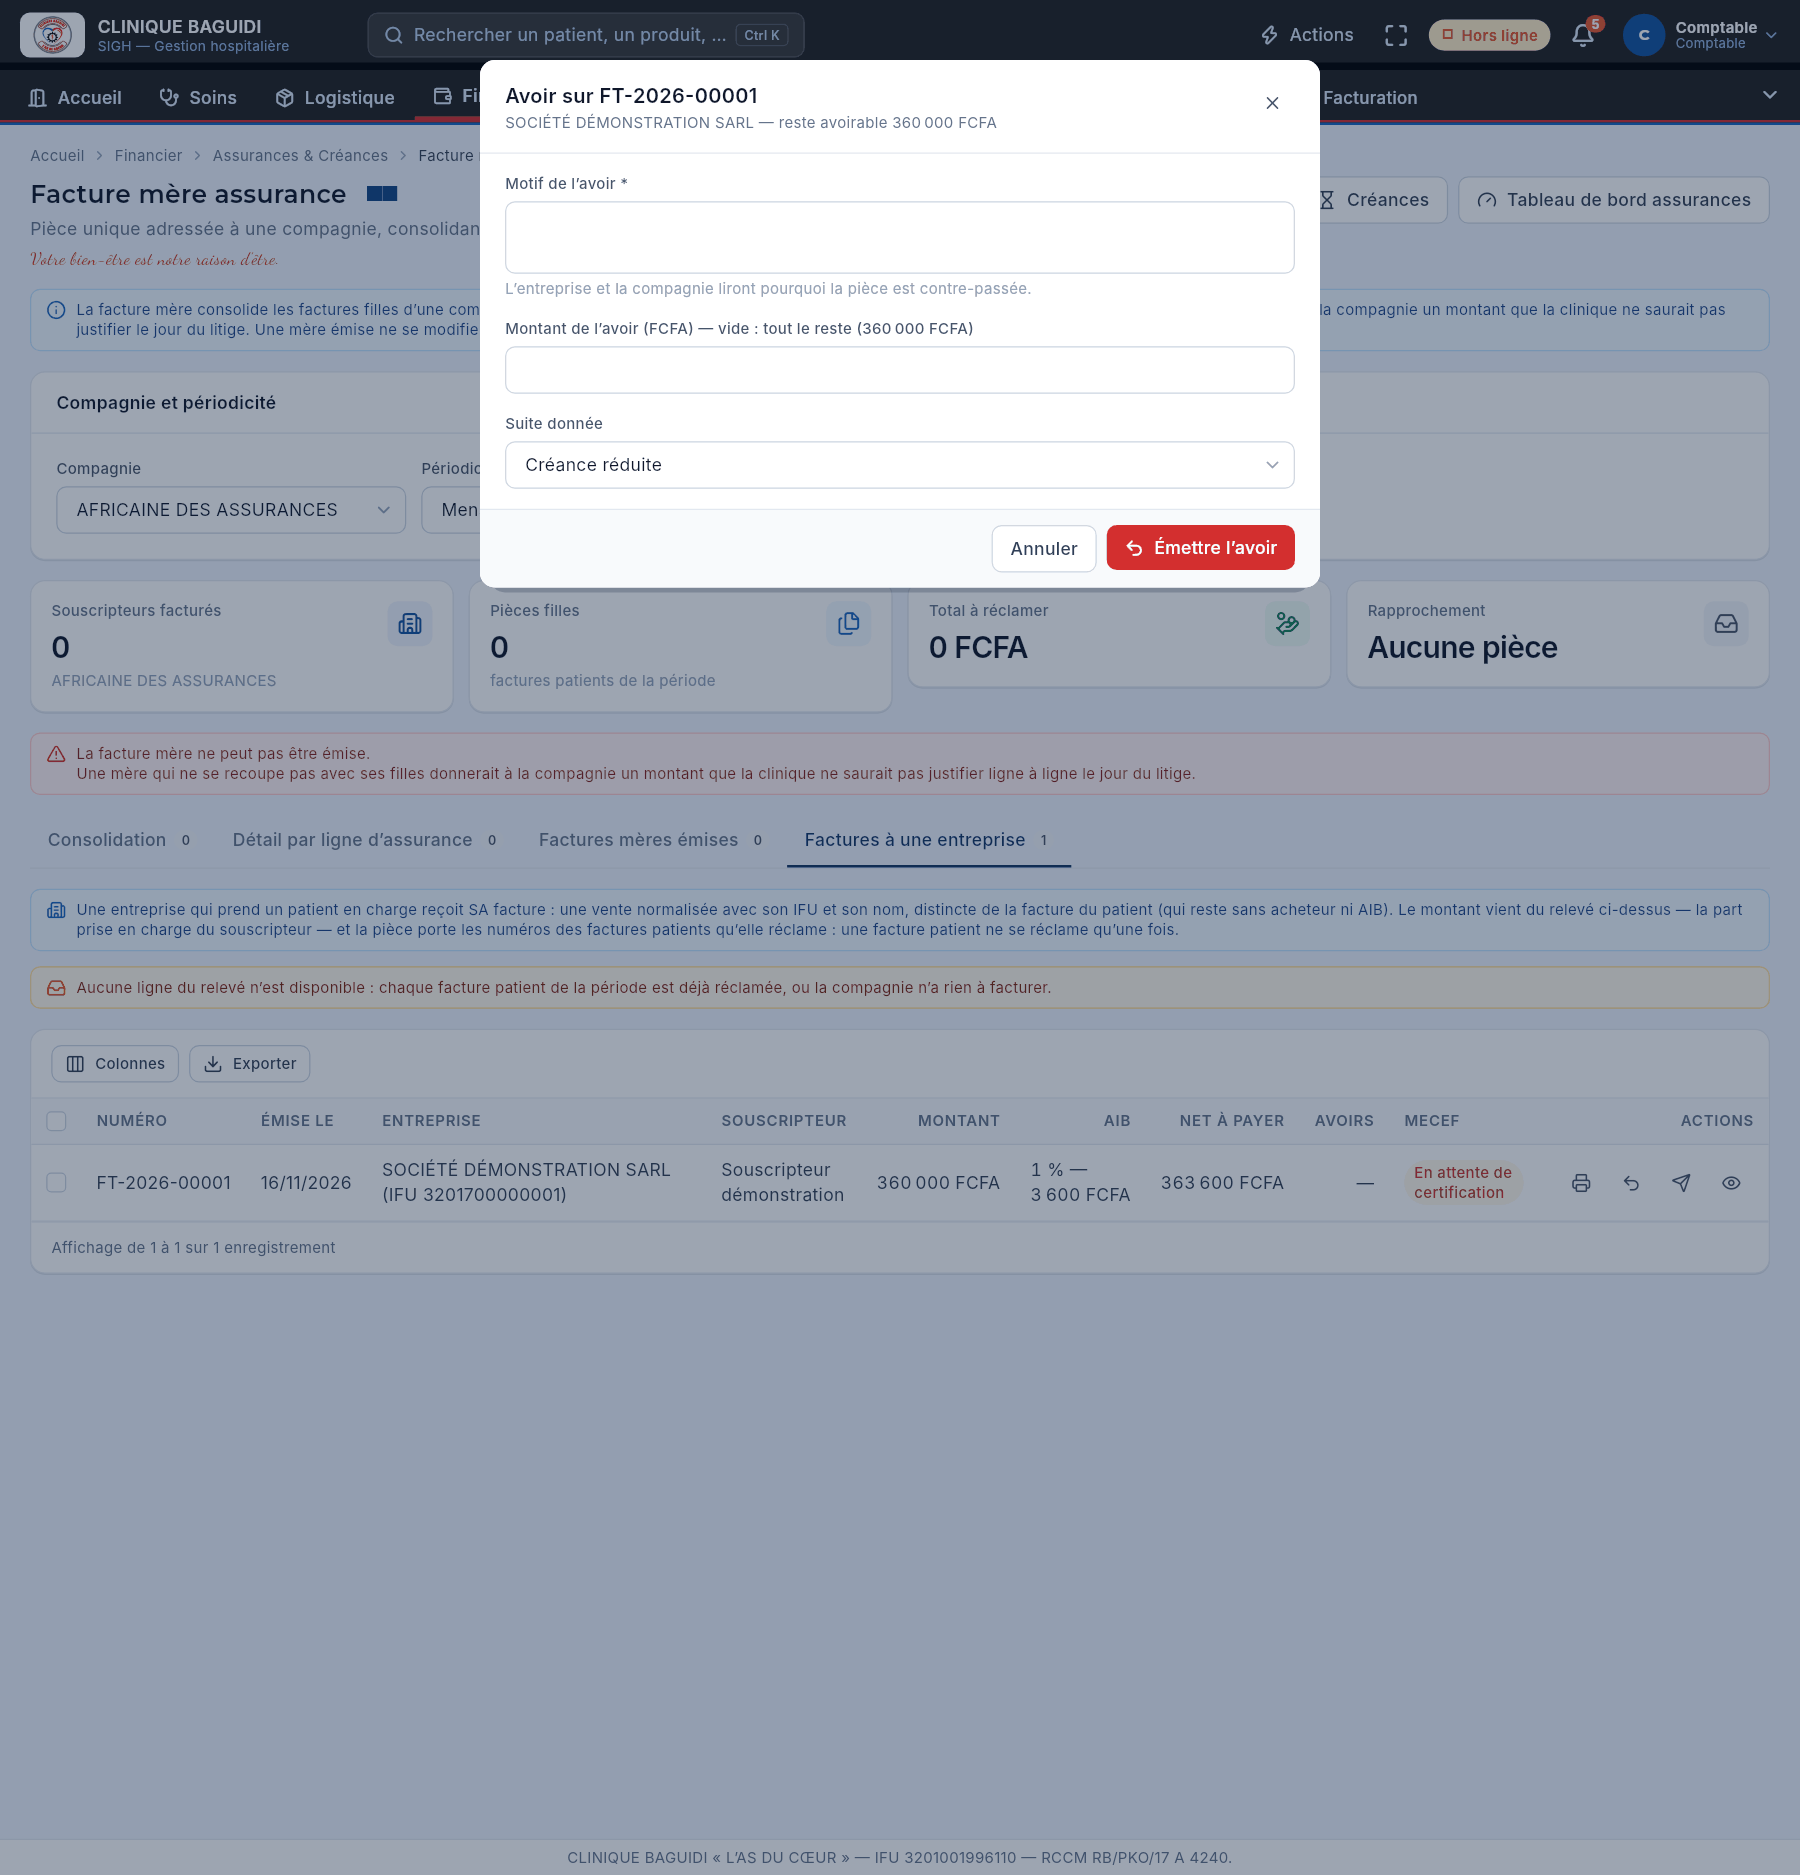 CLINIQUE BAGUIDI
SIGH — Gestion hospitalière
Rechercher un patient, un produit, ... Ctrl K
Actions
Hors ligne
5
C
Comptable
Comptable
Accueil
Soins
Logistique
Fi
Facturation
Avoir sur FT-2026-00001
SOCIÉTÉ DÉMONSTRATION SARL — reste avoirable 360 000 FCFA
Motif de l’avoir *
L’entreprise et la compagnie liront pourquoi la pièce est contre-passée.
Montant de l’avoir (FCFA) — vide : tout le reste (360 000 FCFA)
Suite donnée
Créance réduite
Annuler
Émettre l’avoir
Accueil > Financier > Assurances & Créances > Facture
Facture mère assurance
Créances
Tableau de bord assurances
Pièce unique adressée à une compagnie, consolidan
Votre bien-être est notre raison d'être.
La facture mère consolide les factures filles d’une com
la compagnie un montant que la clinique ne saurait pas
justifier le jour du litige. Une mère émise ne se modifie
Compagnie et périodicité
Compagnie
Périodic
AFRICAINE DES ASSURANCES
Men
Souscripteurs facturés
0
AFRICAINE DES ASSURANCES
Pièces filles
0
factures patients de la période
Total à réclamer
0 FCFA
Rapprochement
Aucune pièce
La facture mère ne peut pas être émise.
Une mère qui ne se recoupe pas avec ses filles donnerait à la compagnie un montant que la clinique ne saurait pas justifier ligne à ligne le jour du litige.
Consolidation 0
Détail par ligne d’assurance 0
Factures mères émises 0
Factures à une entreprise 1
Une entreprise qui prend un patient en charge reçoit SA facture : une vente normalisée avec son IFU et son nom, distincte de la facture du patient (qui reste sans acheteur ni AIB). Le montant vient du relevé ci-dessus — la part
prise en charge du souscripteur — et la pièce porte les numéros des factures patients qu’elle réclame : une facture patient ne se réclame qu’une fois.
Aucune ligne du relevé n’est disponible : chaque facture patient de la période est déjà réclamée, ou la compagnie n’a rien à facturer.
Colonnes
Exporter
NUMÉRO ÉMISE LE ENTREPRISE SOUSCRIPTEUR MONTANT AIB NET À PAYER AVOIRS MECEF ACTIONS
FT-2026-00001
16/11/2026
SOCIÉTÉ DÉMONSTRATION SARL
(IFU 3201700000001)
Souscripteur
démonstration
360 000 FCFA
1 % —
3 600 FCFA
363 600 FCFA
—
En attente de
certification
Affichage de 1 à 1 sur 1 enregistrement
CLINIQUE BAGUIDI « L’AS DU CŒUR » — IFU 3201001996110 — RCCM RB/PKO/17 A 4240.